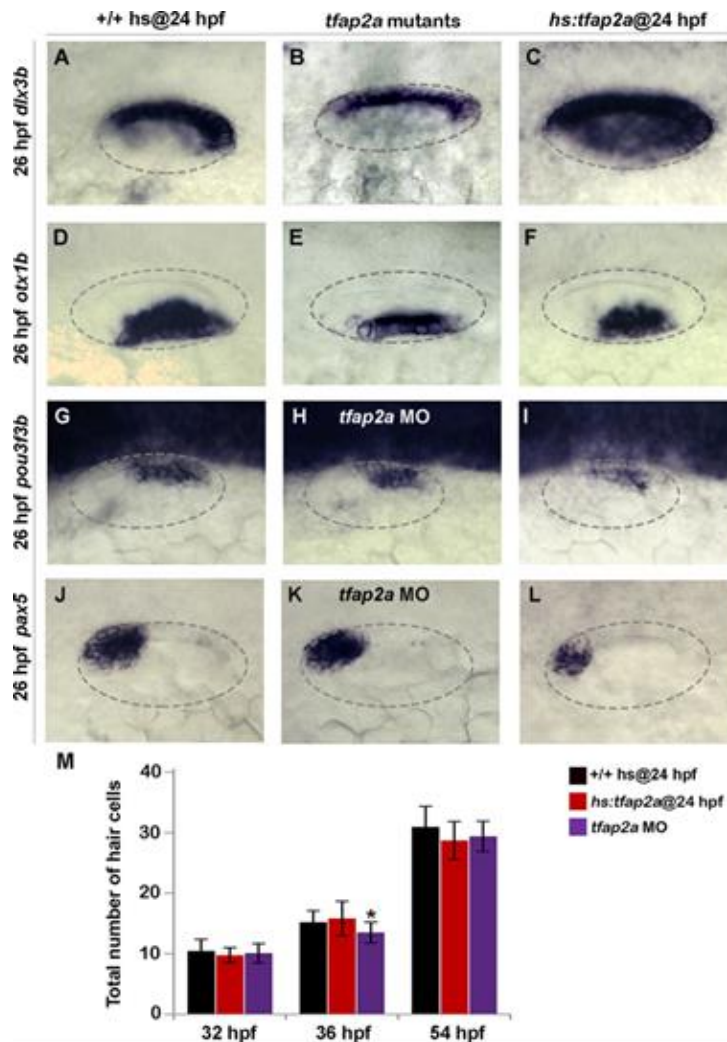 +/+ hs@24 hpf tfap2a mutants hs:tfap2a@24 hpf
26 hpf dlx3b
A B C
26 hpf otx1b
D E F
26 hpf pou3f3b
G H tfap2a MO I
26 hpf pax5
J K tfap2a MO L
M
Total number of hair cells
40
30
20
10
0
*
32 hpf 36 hpf 54 hpf
+/+ hs@24 hpf
hs:tfap2a@24 hpf
tfap2a MO